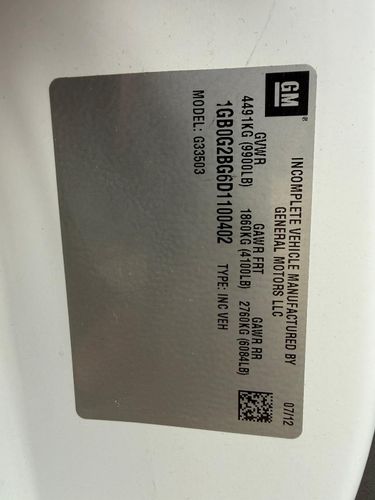 GM
®
INCOMPLETE VEHICLE MANUFACTURED BY
GENERAL MOTORS LLC
07/12
GVWR GAWR FRT GAWR RR
4491KG (9900LB) 1860KG (4100LB) 2760KG (6084LB)
1GB0G2BG6D1100402 TYPE: INC VEH
MODEL: G33503